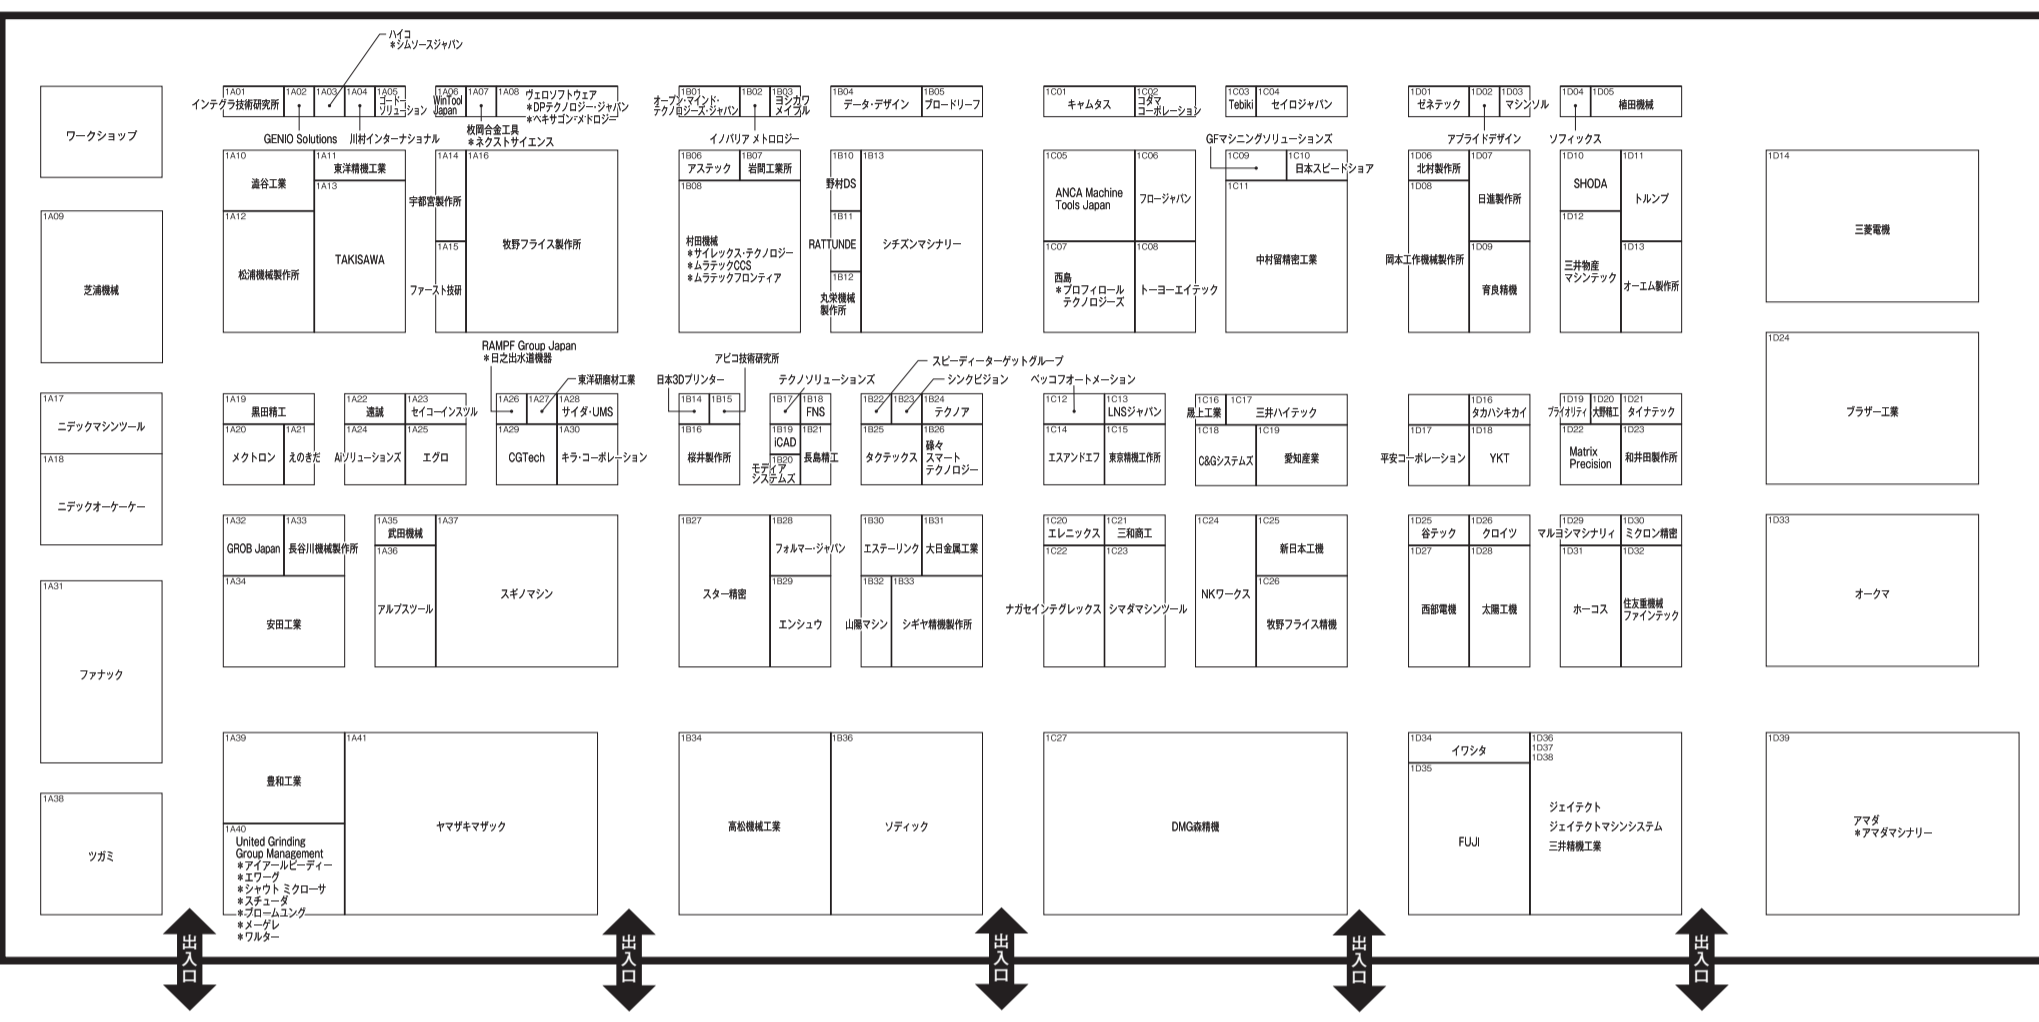 ハイコ
＊シムソースジャパン
ワークショップ
1A01
インテグラ技術研究所
1A02
GENIO Solutions
1A03
1A04
川村インターナショナル
1A05
ゴードー
ソリューション
1A06
WinTool
Japan
1A07
牧岡合金工具
＊ネクストサイエンス
1A08
ヴェロソフトウェア
＊DPテクノロジー・ジャパン
＊ヘキサゴン・メトロジー
1B01
オープン・マインド・
テクノロジーズ・ジャパン
1B02
イノバリア メトロロジー
1B03
ヨシカワ
メイプル
1B04
データ・デザイン
1B05
ブロードリーフ
1C01
キャムタス
1C02
コダマ
コーポレーション
1C03
Tebiki
1C04
セイロジャパン
1D01
ゼネテック
1D02
アプライドデザイン
1D03
マシンソル
1D04
ソフィックス
1D05
植田機械
1A09
芝浦機械
1A10
澁谷工業
1A11
東洋精機工業
1A12
松浦機械製作所
1A13
TAKISAWA
1A14
宇都宮製作所
1A15
ファースト技研
1A16
牧野フライス製作所
1B06
アステック
1B07
岩間工業所
1B08
村田機械
＊サイレックス・テクノロジー
＊ムラテックCCS
＊ムラテックフロンティア
1B10
野村DS
1B11
RATTUNDE
1B12
丸栄機械
製作所
1B13
シチズンマシナリー
1C05
ANCA Machine
Tools Japan
1C06
フロージャパン
1C07
西島
＊プロフィロール
テクノロジーズ
1C08
トーヨーエイテック
GFマシニングソリューションズ
1C09
1C10
日本スピードショア
1C11
中村留精密工業
1D06
北村製作所
1D07
日進製作所
1D08
岡本工作機械製作所
1D09
育良精機
1D10
SHODA
1D11
トルンプ
1D12
三井物産
マシンテック
1D13
オーエム製作所
1D14
三菱電機
1A17
ニデックマシンツール
1A18
ニデックオーケーケー
1A19
黒田精工
1A20
メクトロン
1A21
えのきだ
1A22
遠誠
1A23
セイコーインスツル
1A24
Aiソリューションズ
1A25
エグロ
RAMPF Group Japan
＊日之出水道機器
1A26
東洋研磨材工業
1A27
1A28
サイダ・UMS
1A29
CGTech
1A30
キラ・コーポレーション
日本3Dプリンター
1B14
アビコ技術研究所
1B15
1B16
桜井製作所
テクノソリューションズ
1B17
1B18
FNS
1B19
iCAD
1B20
モディア
システムズ
1B21
長島精工
スピーディーターゲットグループ
1B22
シンクビジョン
1B23
1B24
テクノア
1B25
タクテックス
1B26
碌々
スマート
テクノロジー
ベッコフオートメーション
1C12
1C13
LNSジャパン
1C14
エスアンドエフ
1C15
東京精機工作所
1C16
晟上工業
1C17
三井ハイテック
1C18
C&Gシステムズ
1C19
愛知産業
1D16
タカハシキカイ
1D17
平安コーポレーション
1D18
YKT
1D19
プライオリティ
1D20
大野精工
1D21
タイナテック
1D22
Matrix
Precision
1D23
和井田製作所
1D24
ブラザー工業
1A31
ファナック
1A32
GROB Japan
1A33
長谷川機械製作所
1A34
安田工業
1A35
武田機械
1A36
アルプスツール
1A37
スギノマシン
1B27
スター精密
1B28
フォルマー・ジャパン
1B29
エンシュウ
1B30
エステーリンク
1B31
大日金属工業
1B32
山陽マシン
1B33
シギヤ精機製作所
1C20
エレニックス
1C21
三和商工
1C22
ナガセインテグレックス
1C23
シマダマシンツール
1C24
NKワークス
1C25
新日本工機
1C26
牧野フライス精機
1D25
谷テック
1D26
クロイツ
1D27
西部電機
1D28
太陽工機
1D29
マルヨシマシナリィ
1D30
ミクロン精密
1D31
ホーコス
1D32
住友重機械
ファインテック
1D33
オークマ
1A38
ツガミ
1A39
豊和工業
1A40
United Grinding
Group Management
＊アイアールピーディー
＊エワーグ
＊シャウト ミクローサ
＊スチューダ
＊ブロームユング
＊メーゲレ
＊ワルター
1A41
ヤマザキマザック
1B34
高松機械工業
1B36
ソディック
1C27
DMG森精機
1D34
イワシタ
1D35
FUJI
1D36
1D37
1D38
ジェイテクト
ジェイテクトマシンシステム
三井精機工業
1D39
アマダ
＊アマダマシナリー
出入口
出入口
出入口
出入口
出入口